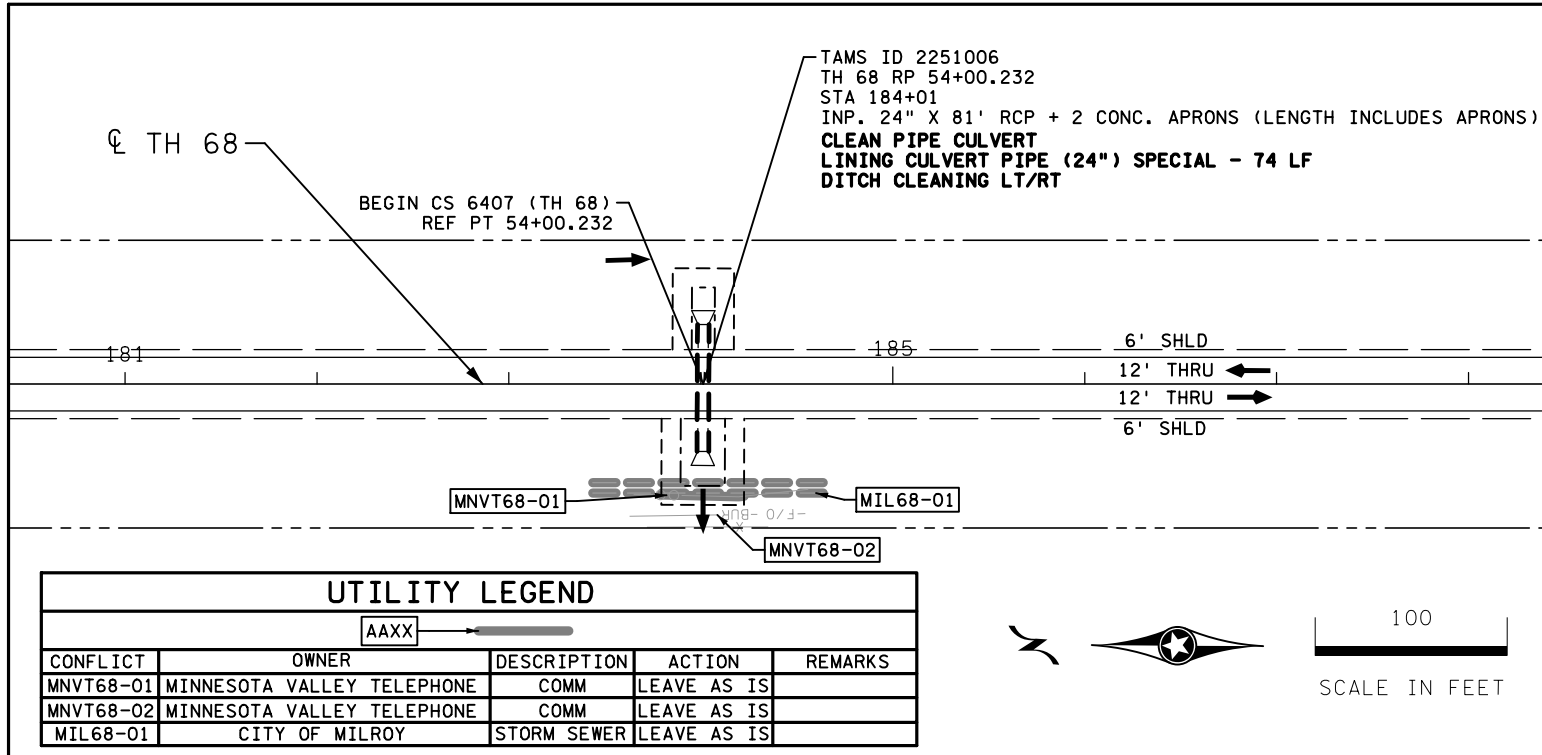 TAMS ID 2251006
TH 68 RP 54+00.232
STA 184+01
INP. 24" X 81' RCP + 2 CONC. APRONS (LENGTH INCLUDES APRONS)
CLEAN PIPE CULVERT
LINING CULVERT PIPE (24") SPECIAL - 74 LF
DITCH CLEANING LT/RT
℄ TH 68
BEGIN CS 6407 (TH 68)
REF PT 54+00.232
181
185
6' SHLD
12' THRU
12' THRU
6' SHLD
MNVT68-01
MIL68-01
-F/O -BUR-
MNVT68-02
UTILITY LEGEND
AAXX
CONFLICT OWNER DESCRIPTION ACTION REMARKS
MNVT68-01 MINNESOTA VALLEY TELEPHONE COMM LEAVE AS IS
MNVT68-02 MINNESOTA VALLEY TELEPHONE COMM LEAVE AS IS
MIL68-01 CITY OF MILROY STORM SEWER LEAVE AS IS
100
SCALE IN FEET